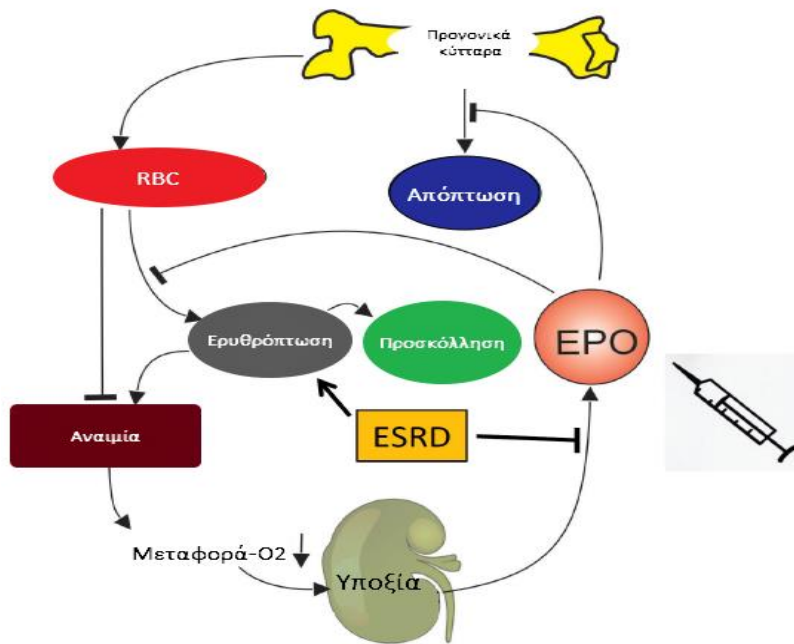 Προγονικά
κύτταρα
RBC
Απόπτωση
Ερυθρόπτωση
Προσκόλληση
EPO
Αναιμία
ESRD
Μεταφορά-O2
Υποξία